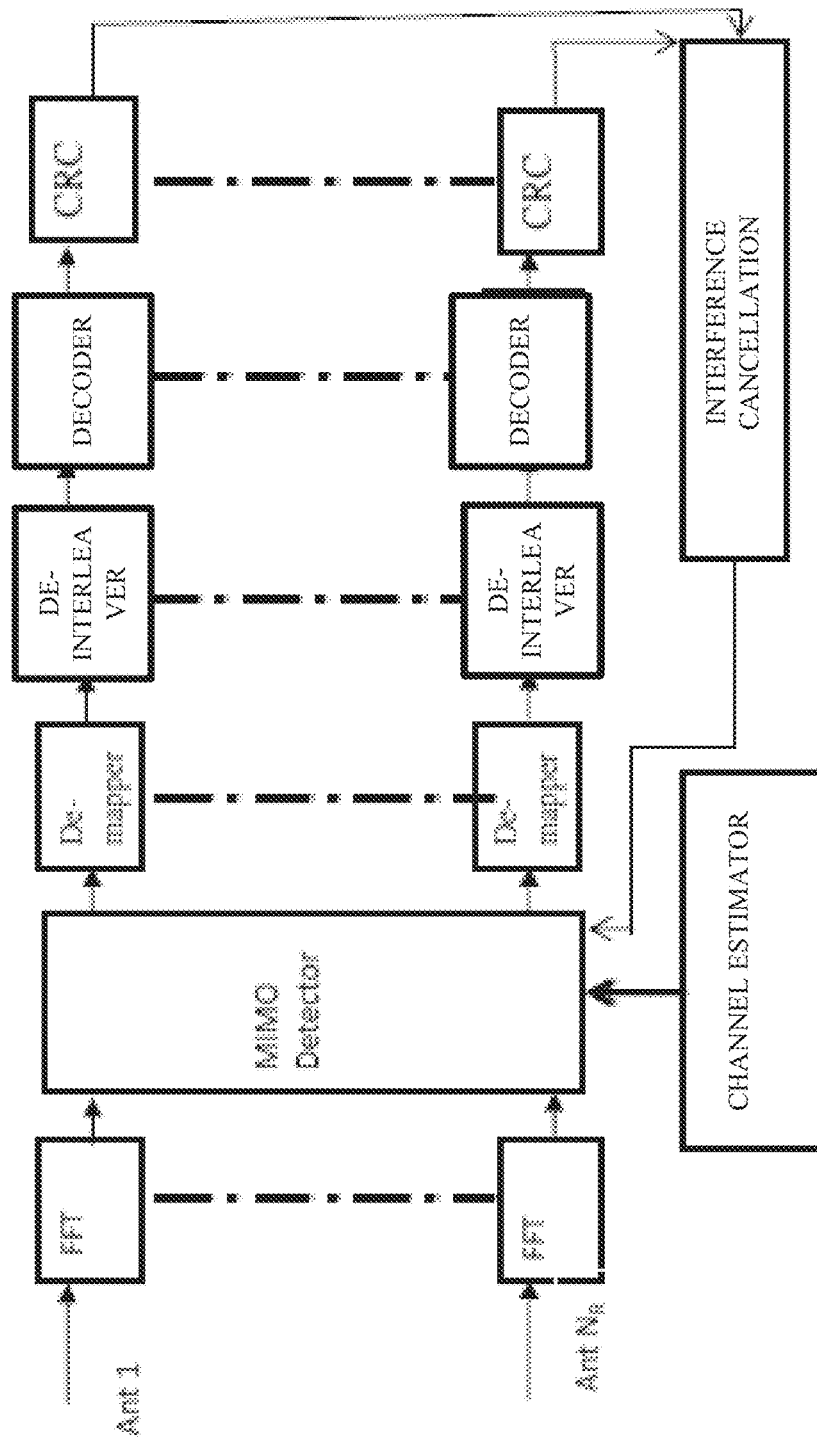 Ant 1
FFT
MIMO
Detector
De-
mapper
DE-
INTERLEA
VER
DECODER
CRC
Ant N_R
FFT
De-
mapper
DE-
INTERLEA
VER
DECODER
CRC
CHANNEL ESTIMATOR
INTERFERENCE
CANCELLATION